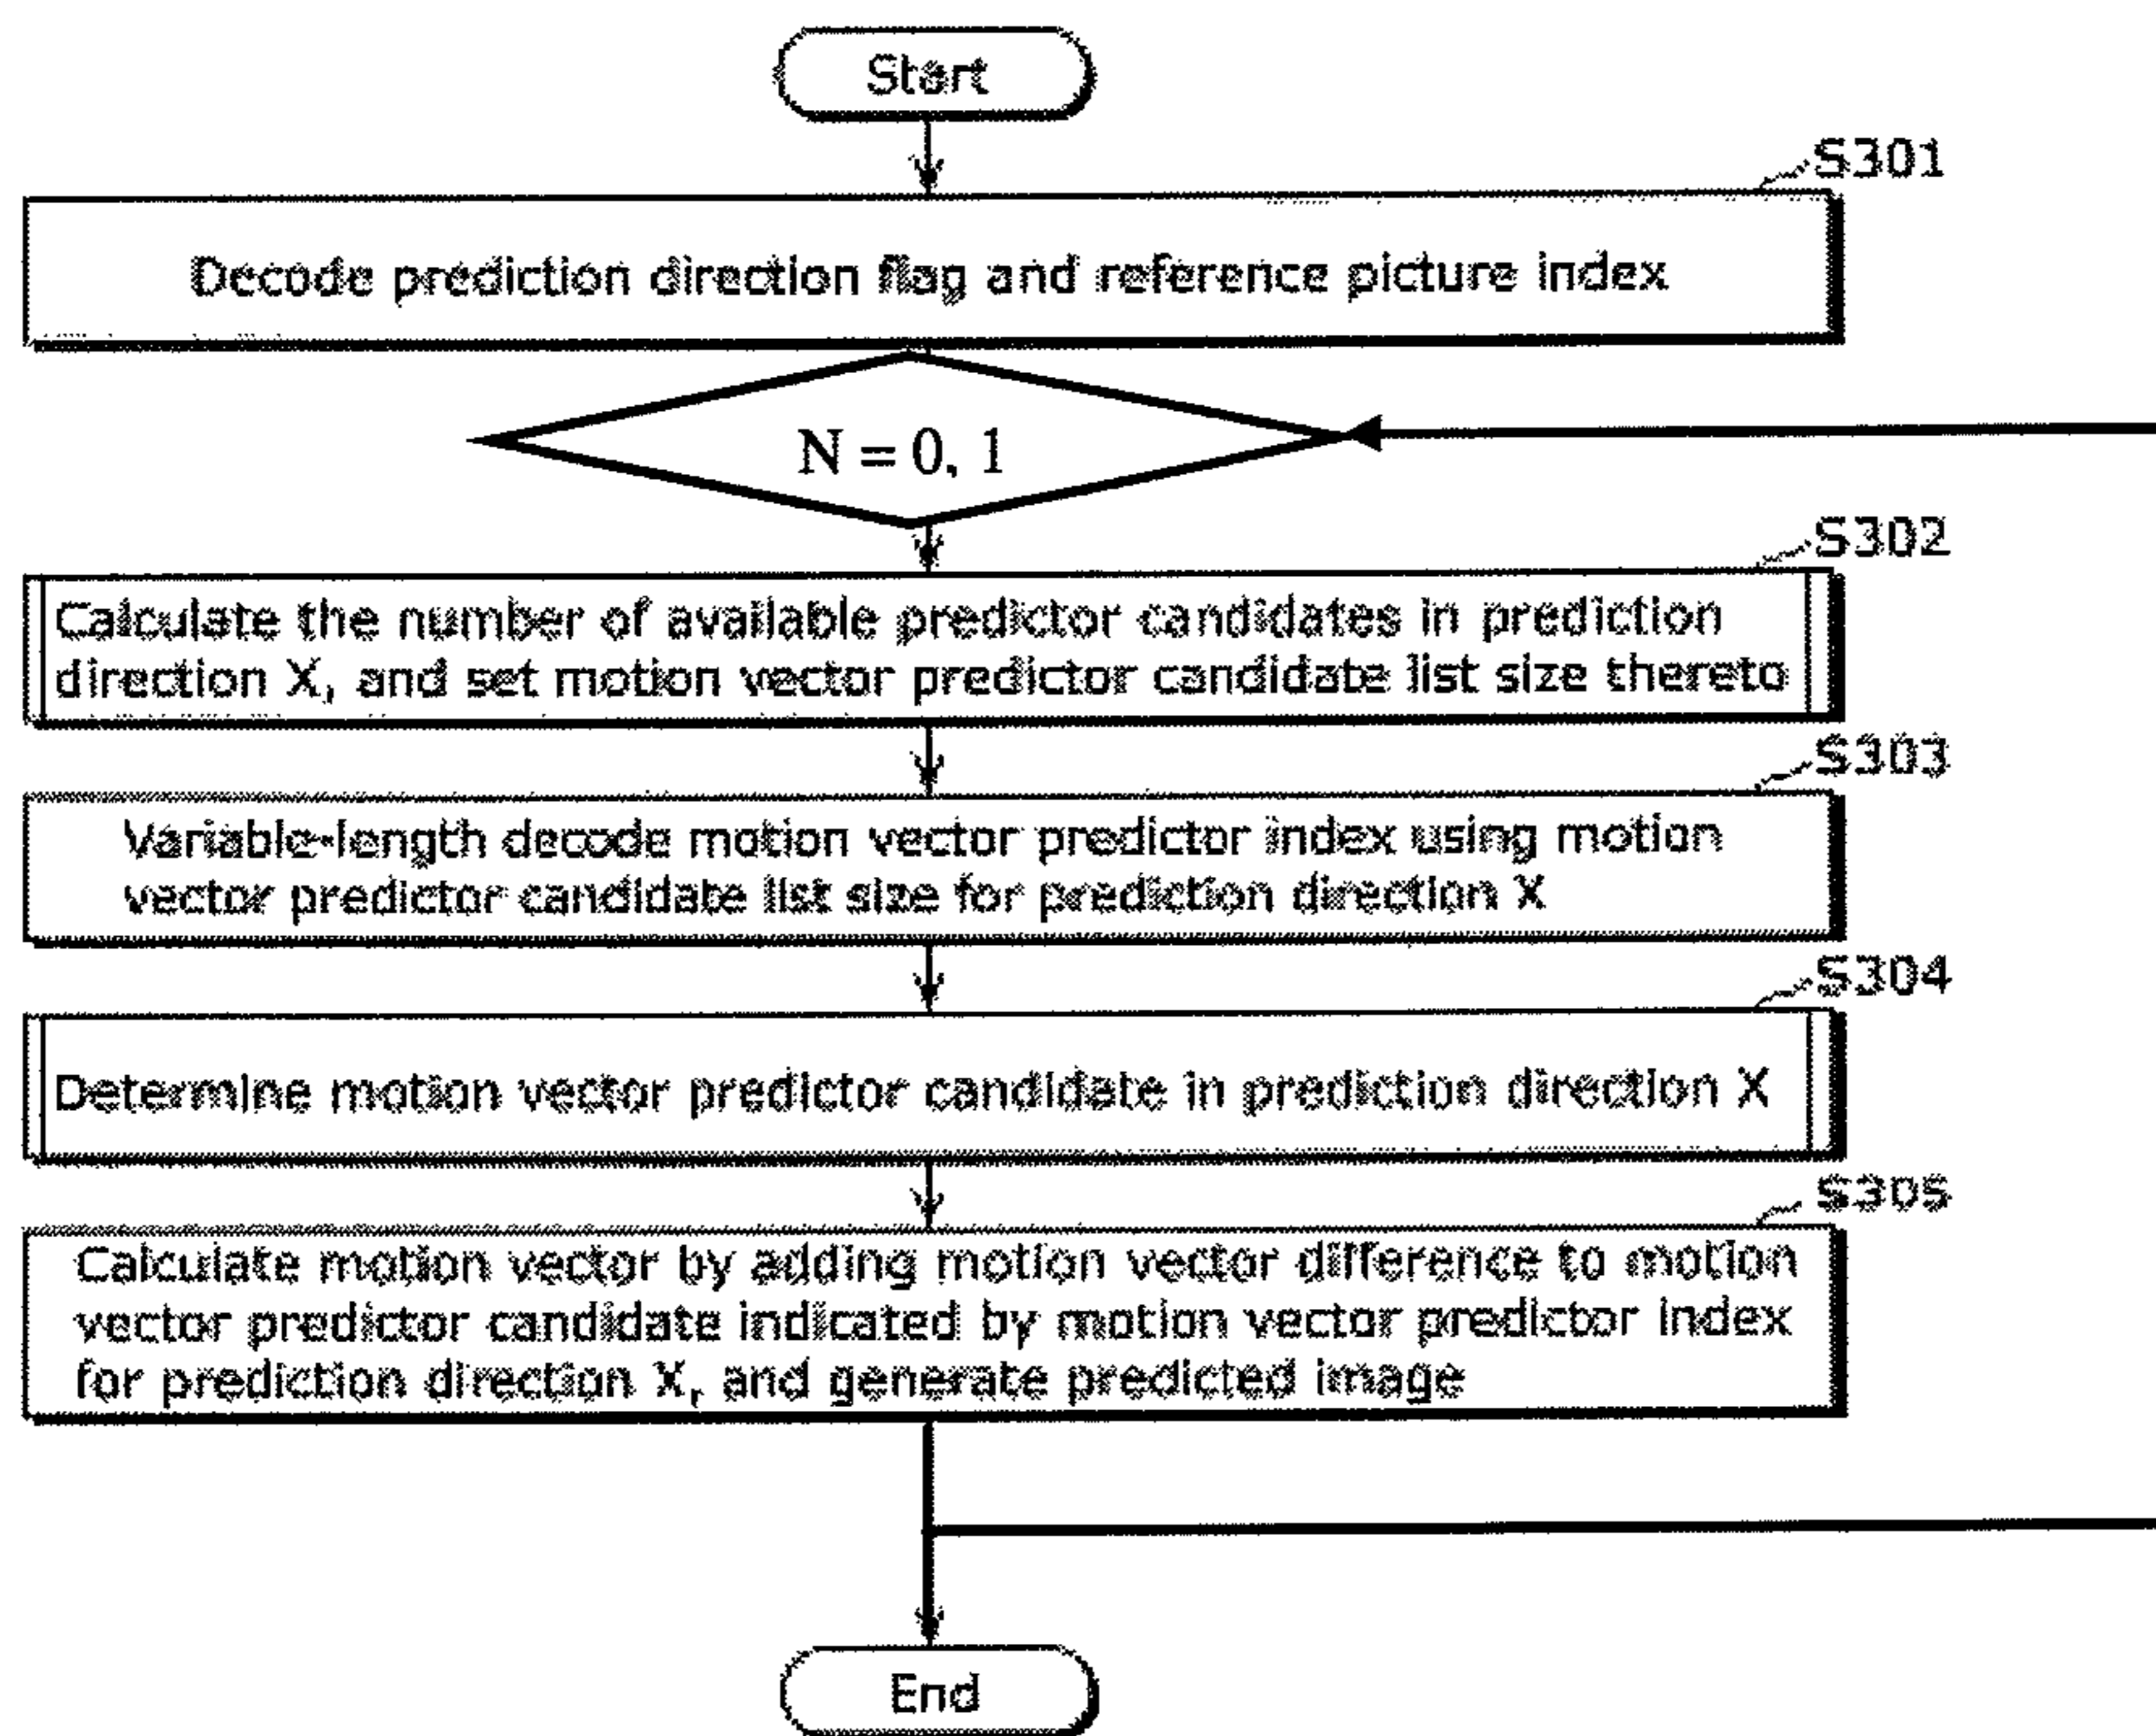 Start
S301
Decode prediction direction flag and reference picture index
N = 0, 1
S302
Calculate the number of available predictor candidates in prediction
direction X, and set motion vector predictor candidate list size thereto
S303
Variable-length decode motion vector predictor index using motion
vector predictor candidate list size for prediction direction X
S304
Determine motion vector predictor candidate in prediction direction X
S305
Calculate motion vector by adding motion vector difference to motion
vector predictor candidate indicated by motion vector predictor index
for prediction direction X, and generate predicted image
End